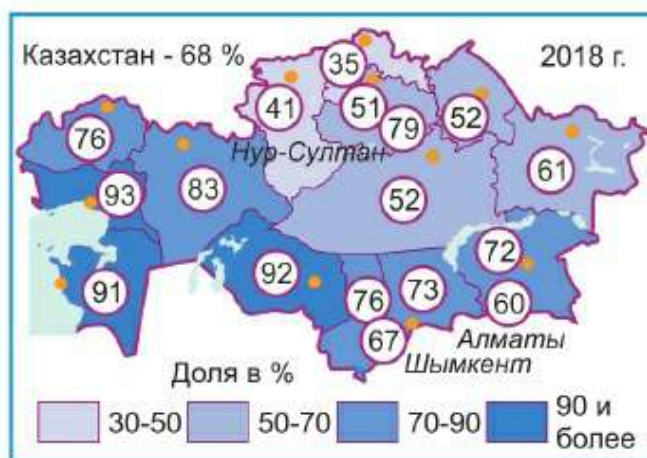 Казахстан - 68 %
2018 г.
35
41
51
52
76
79
Нур-Султан
61
93
83
52
72
92
91
76
73
60
67
Алматы
Шымкент
Доля в %
30-50
50-70
70-90
90 и
более